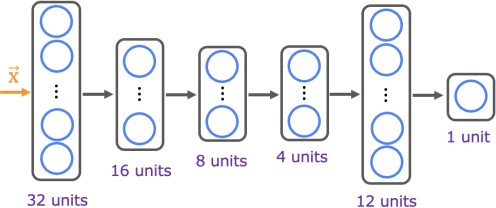 x⃗
32 units
16 units
8 units
4 units
12 units
1 unit